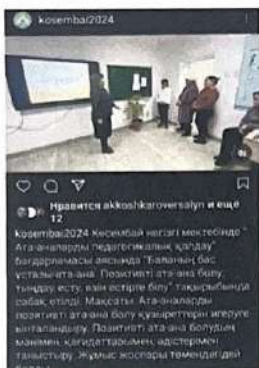 kosembai2024
Нравится akkoshkaroversalyn и ещё
12
kosembai2024 Көсембай негізгі мектебінде "
Ата-аналарды педагогикалық қолдау"
бағдарламасы аясында "Баланың бас
ұстазы-ата-ана. Позитивті ата-ана болу,
тыңдау, есту, өзін естірте білу" тақырыбында
сабақ өтілді. Мақсаты: Ата-аналарды
позитивті ата-ана болу құзыреттерін игеруге
ынталандыру. Позитивті ата-ана болудың
мәнімен, қағидаттарымен, әдістерімен
таныстыру. Жұмыс жоспары төмендегідей